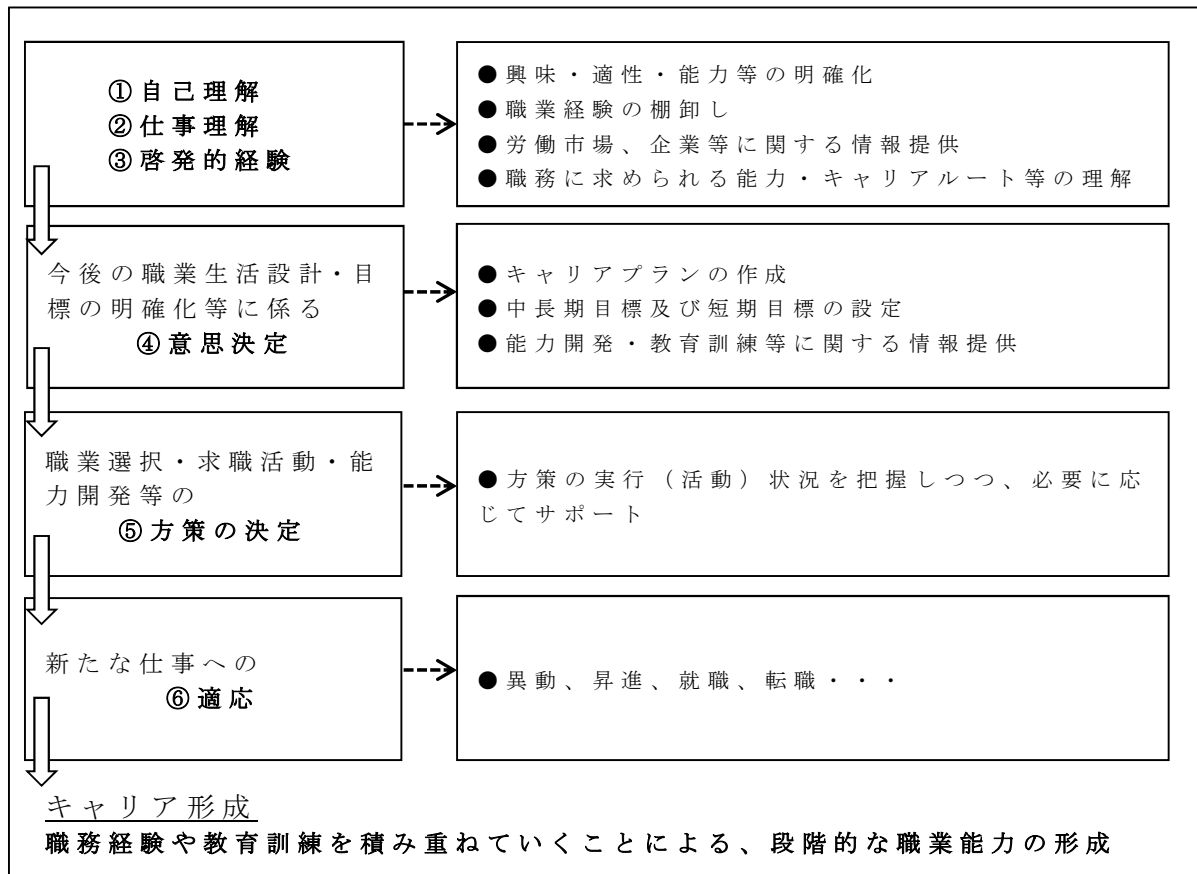 ①自己理解
②仕事理解
③啓発的経験
●興味・適性・能力等の明確化
●職業経験の棚卸し
●労働市場、企業等に関する情報提供
●職務に求められる能力・キャリアルート等の理解
今後の職業生活設計・目
標の明確化等に係る
④意思決定
●キャリアプランの作成
●中長期目標及び短期目標の設定
●能力開発・教育訓練等に関する情報提供
職業選択・求職活動・能
力開発等の
⑤方策の決定
●方策の実行（活動）状況を把握しつつ、必要に応
じてサポート
新たな仕事への
⑥適応
●異動、昇進、就職、転職・・・
キャリア形成
職務経験や教育訓練を積み重ねていくことによる、段階的な職業能力の形成